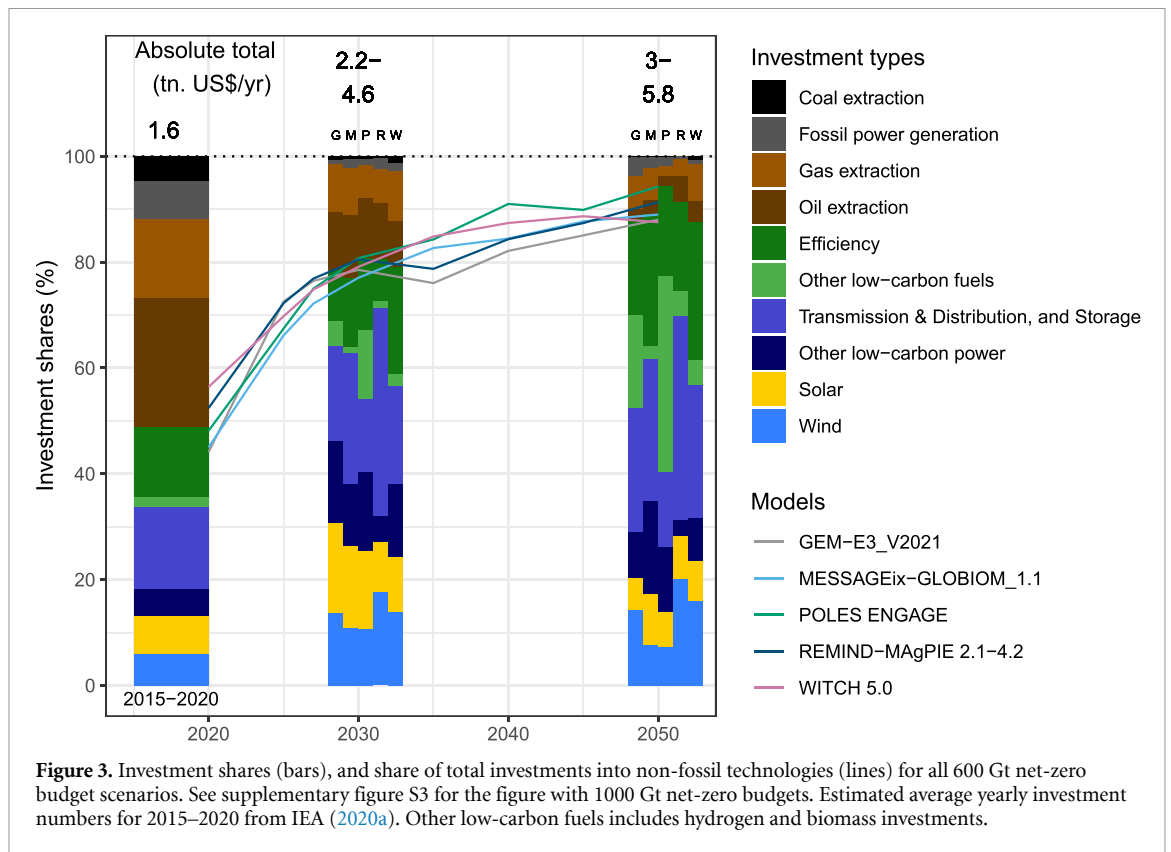 Absolute total
(tn. US$/yr)
1.6
2.2−
4.6
3−
5.8
G M P R W
G M P R W
100
80
60
40
20
0
Investment shares (%)
2015−2020
2020
2030
2040
2050
Investment types
Coal extraction
Fossil power generation
Gas extraction
Oil extraction
Efficiency
Other low−carbon fuels
Transmission & Distribution, and Storage
Other low−carbon power
Solar
Wind
Models
GEM−E3_V2021
MESSAGEix−GLOBIOM_1.1
POLES ENGAGE
REMIND−MAgPIE 2.1−4.2
WITCH 5.0
Figure 3. Investment shares (bars), and share of total investments into non-fossil technologies (lines) for all 600 Gt net-zero
budget scenarios. See supplementary figure S3 for the figure with 1000 Gt net-zero budgets. Estimated average yearly investment
numbers for 2015–2020 from IEA (2020a). Other low-carbon fuels includes hydrogen and biomass investments.